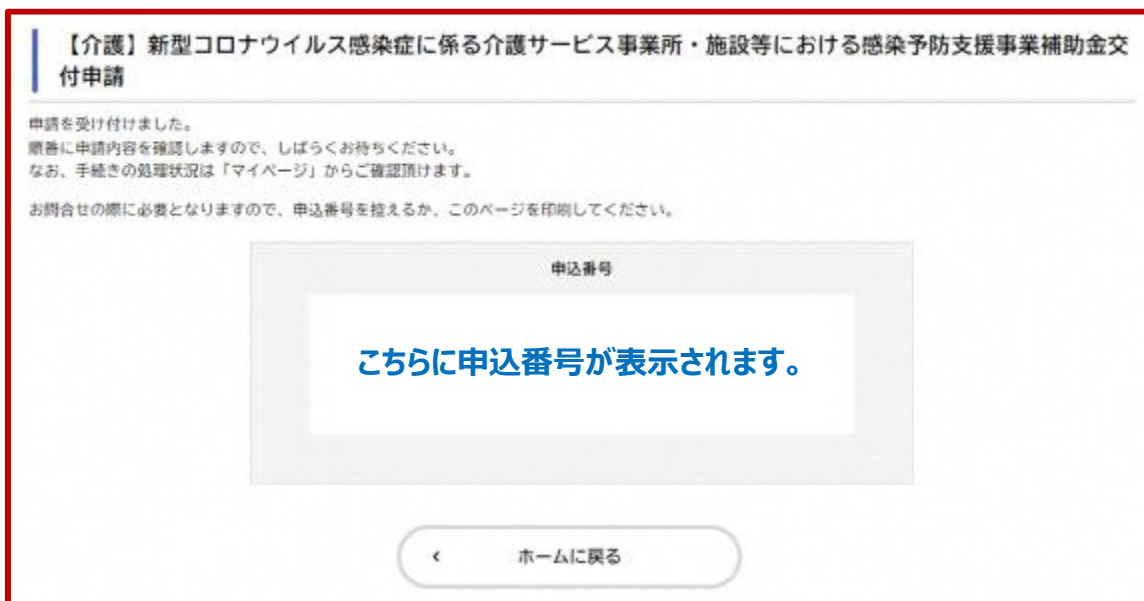 【介護】新型コロナウイルス感染症に係る介護サービス事業所・施設等における感染予防支援事業補助金交
付申請
申請を受け付けました。
順番に申請内容を確認しますので、しばらくお待ちください。
なお、手続きの処理状況は「マイページ」からご確認頂けます。
お問合せの際に必要となりますので、申込番号を控えるか、このページを印刷してください。
申込番号
こちらに申込番号が表示されます。
‹ ホームに戻る